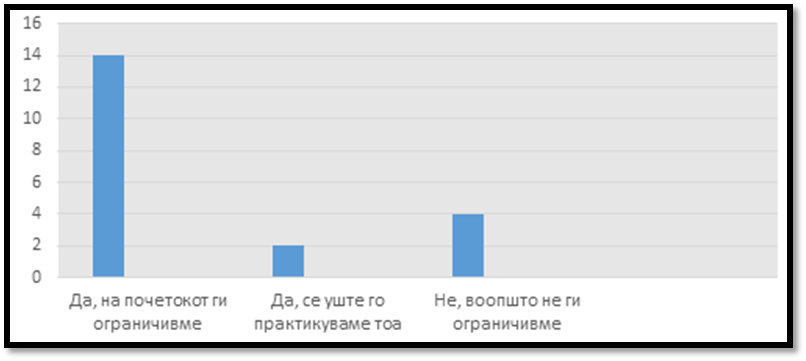 16
14
12
10
8
6
4
2
0
Да, на почетокот ги
ограничивме
Да, се уште го
практикуваме тоа
Не, воопшто не ги
ограничивме